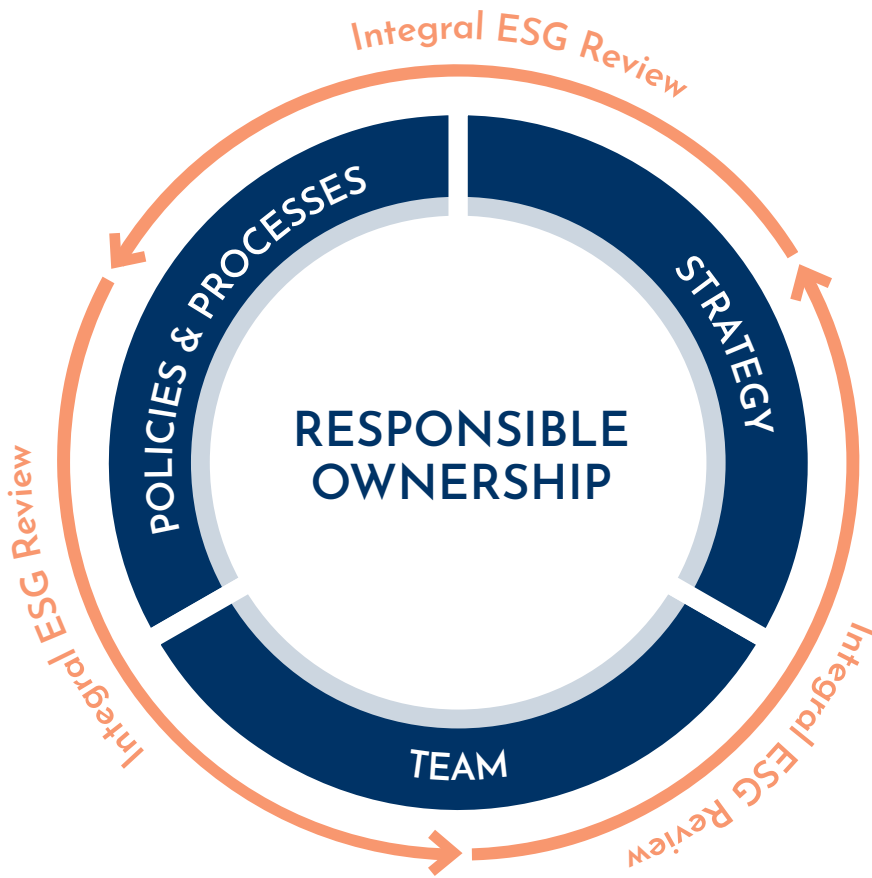 Integral ESG Review
POLICIES & PROCESSES
STRATEGY
RESPONSIBLE
OWNERSHIP
Integral ESG Review
Integral ESG Review
TEAM